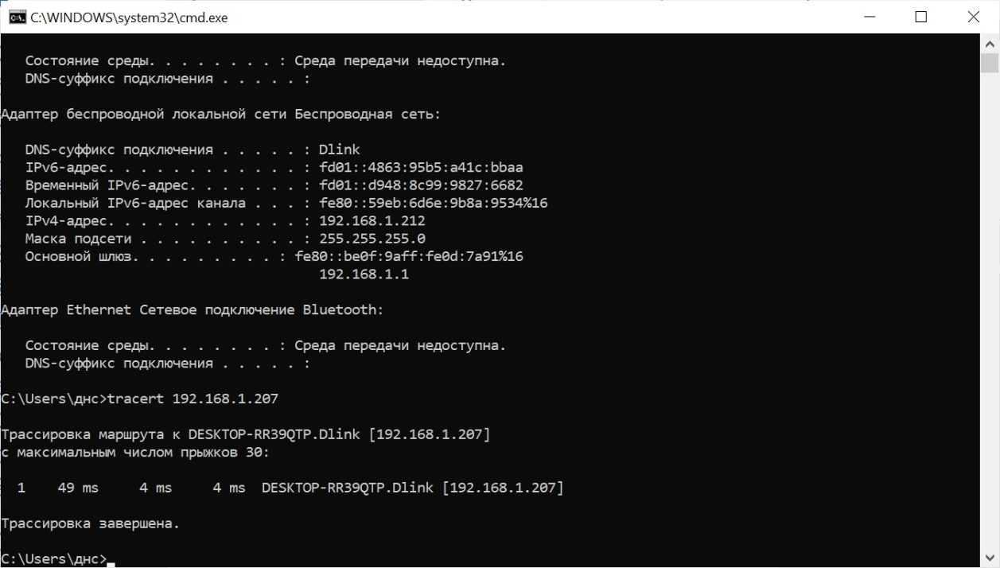 C:\WINDOWS\system32\cmd.exe
Состояние среды. . . . . . . . : Среда передачи недоступна.
DNS-суффикс подключения . . . . . :
Адаптер беспроводной локальной сети Беспроводная сеть:
DNS-суффикс подключения . . . . . : Dlink
IPv6-адрес. . . . . . . . . . . . : fd01::4863:95b5:a41c:bbaa
Временный IPv6-адрес. . . . . . . : fd01::d948:8c99:9827:6682
Локальный IPv6-адрес канала . . . : fe80::59eb:6d6e:9b8a:9534%16
IPv4-адрес. . . . . . . . . . . . : 192.168.1.212
Маска подсети . . . . . . . . . . : 255.255.255.0
Основной шлюз. . . . . . . . . : fe80::be0f:9aff:fe0d:7a91%16
192.168.1.1
Адаптер Ethernet Сетевое подключение Bluetooth:
Состояние среды. . . . . . . . : Среда передачи недоступна.
DNS-суффикс подключения . . . . . :
C:\Users\днс>tracert 192.168.1.207
Трассировка маршрута к DESKTOP-RR39QTP.Dlink [192.168.1.207]
с максимальным числом прыжков 30:
1 49 ms 4 ms 4 ms DESKTOP-RR39QTP.Dlink [192.168.1.207]
Трассировка завершена.
C:\Users\днс>